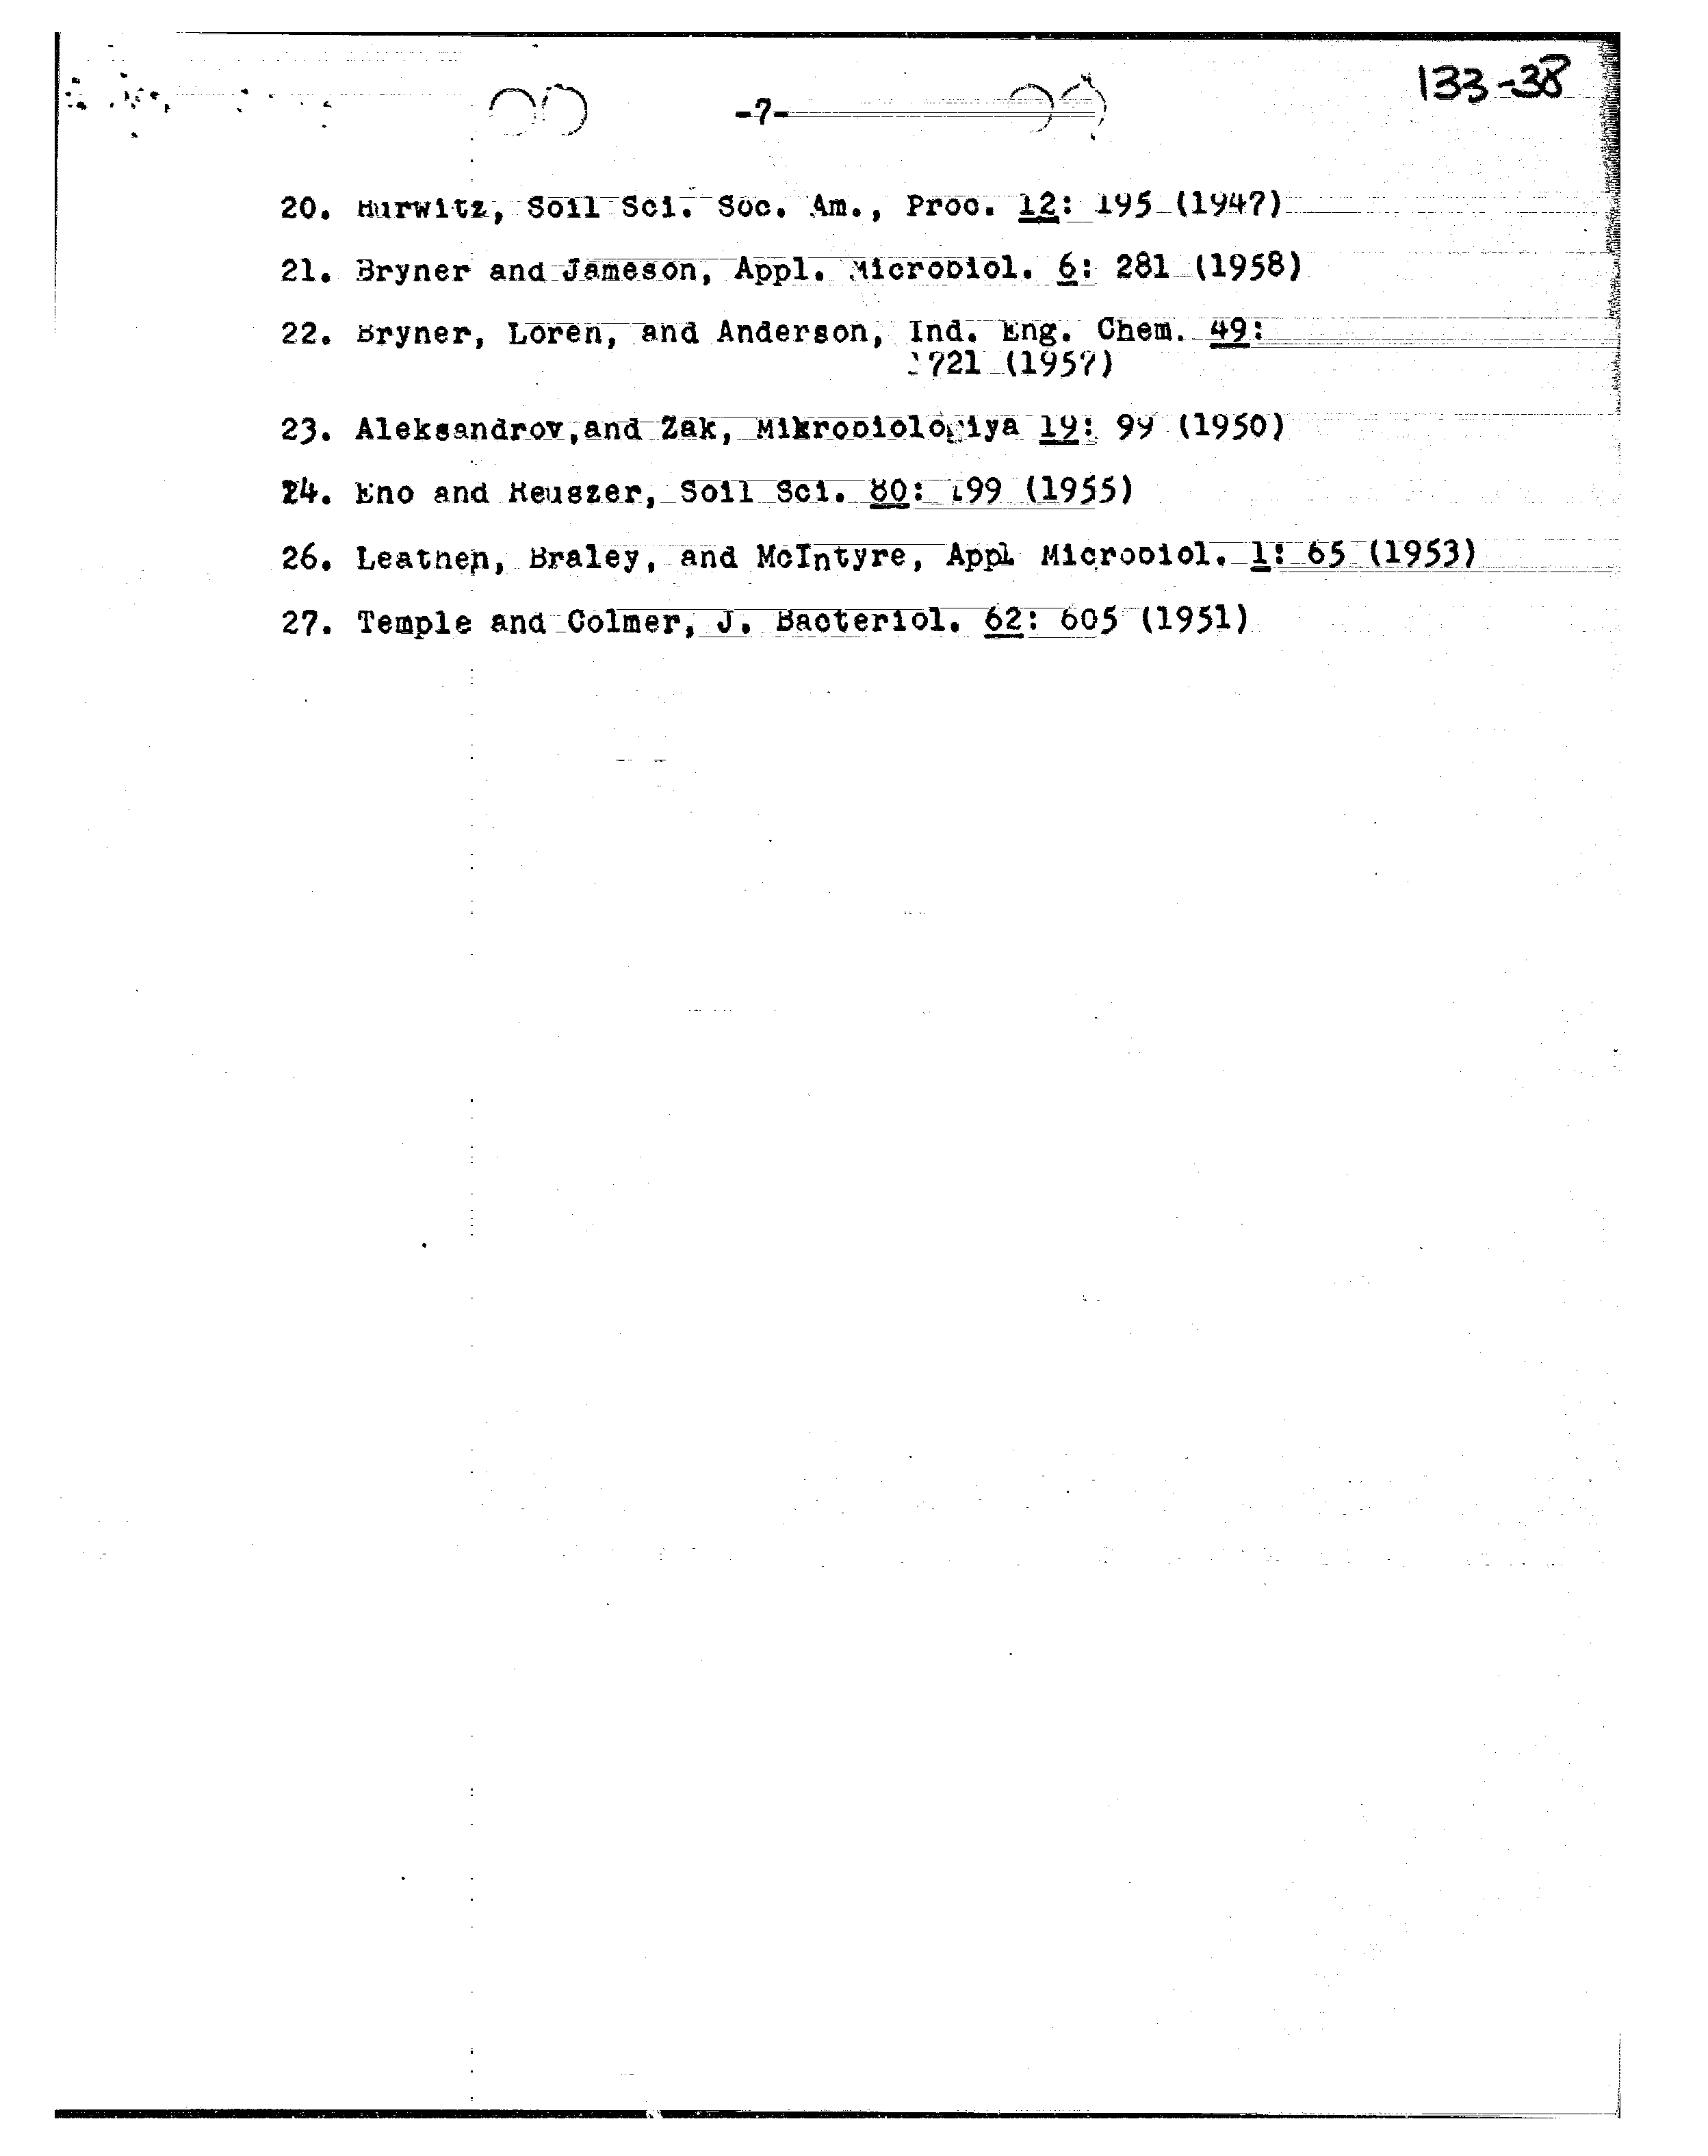 133-38
-7-
20. Hurwitz, Soil Sci. Soc. Am., Proc. 12: 195 (1947)
21. Bryner and Jameson, Appl. Microbiol. 6: 281 (1958)
22. Bryner, Loren, and Anderson, Ind. Eng. Chem. 49:
1721 (1957)
23. Aleksandrov, and Zak, Mikrobiologiya 19: 99 (1950)
24. Eno and Reuszer, Soil Sci. 80: 199 (1955)
26. Leathen, Braley, and McIntyre, Appl. Microbiol. 1: 65 (1953)
27. Temple and Colmer, J. Bacteriol. 62: 605 (1951)